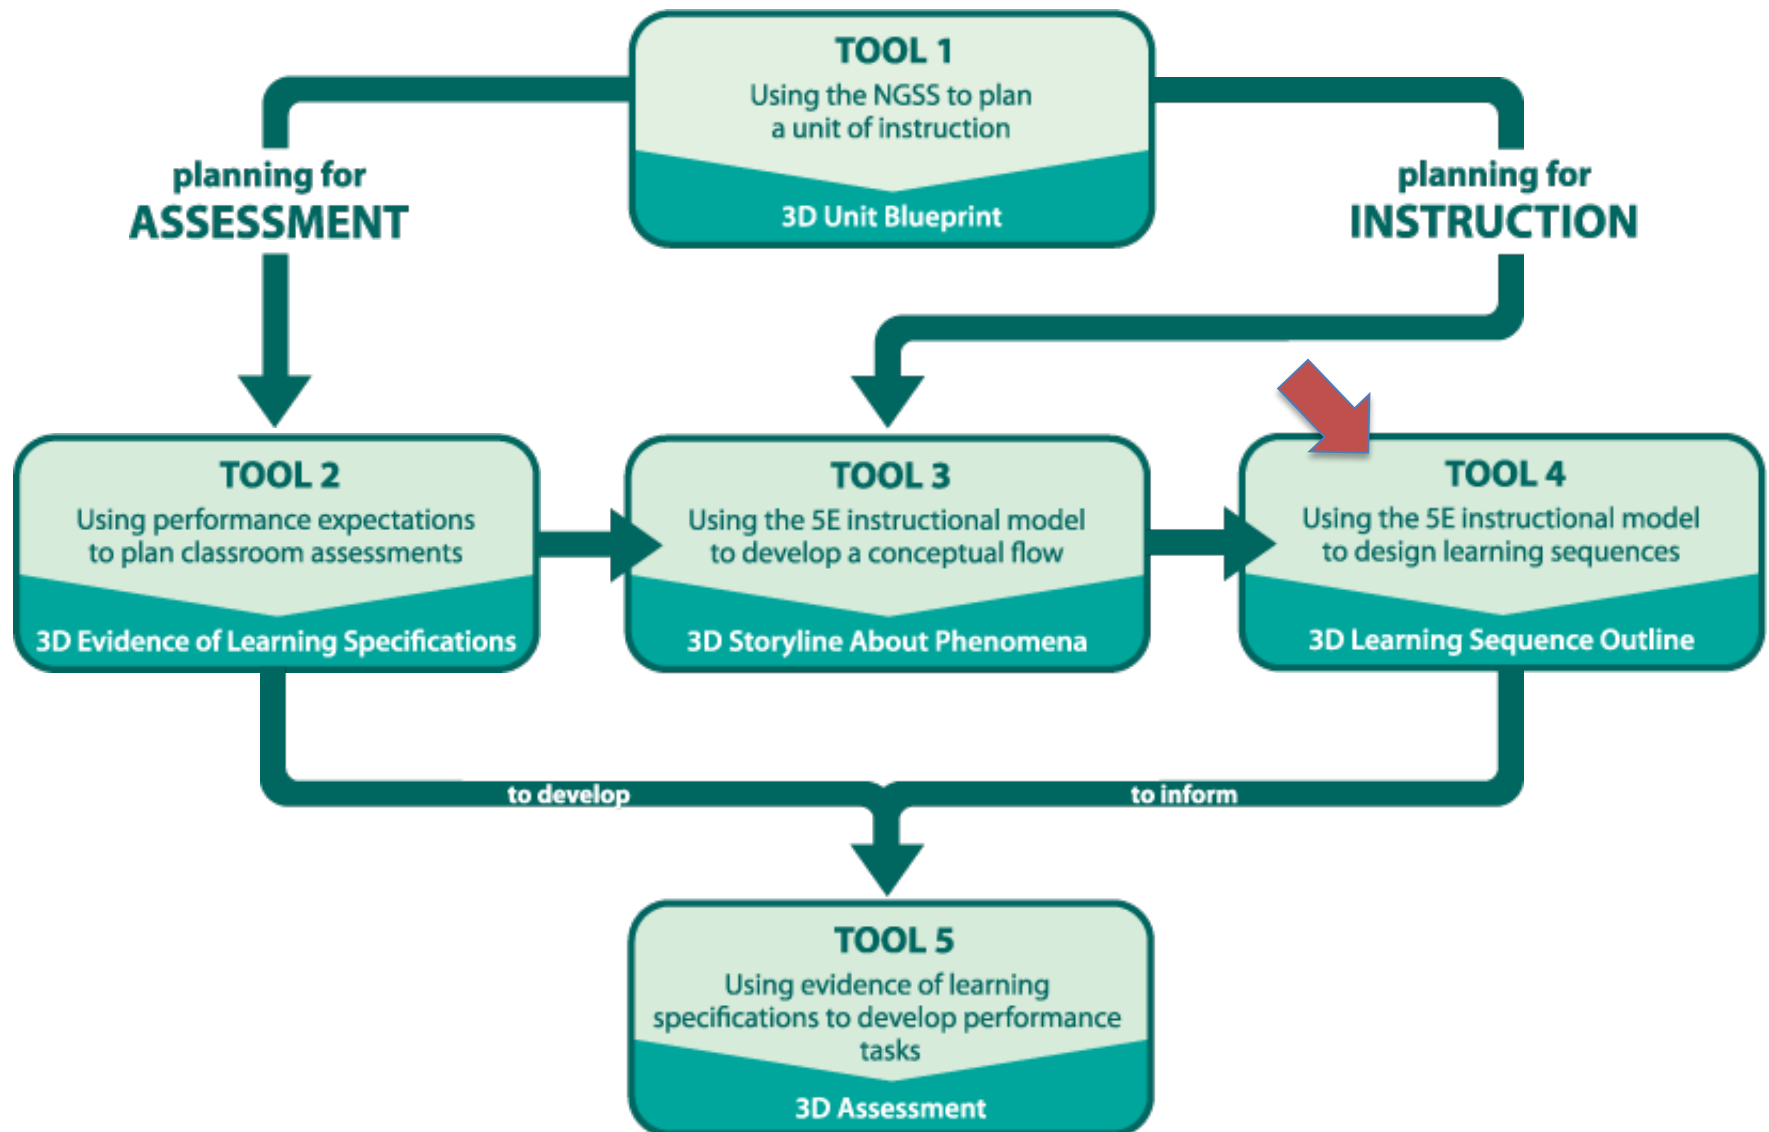 TOOL 1
Using the NGSS to plan
a unit of instruction
3D Unit Blueprint
planning for
ASSESSMENT
planning for
INSTRUCTION
TOOL 2
Using performance expectations
to plan classroom assessments
3D Evidence of Learning Specifications
TOOL 3
Using the 5E instructional model
to develop a conceptual flow
3D Storyline About Phenomena
TOOL 4
Using the 5E instructional model
to design learning sequences
3D Learning Sequence Outline
to develop
to inform
TOOL 5
Using evidence of learning
specifications to develop performance
tasks
3D Assessment